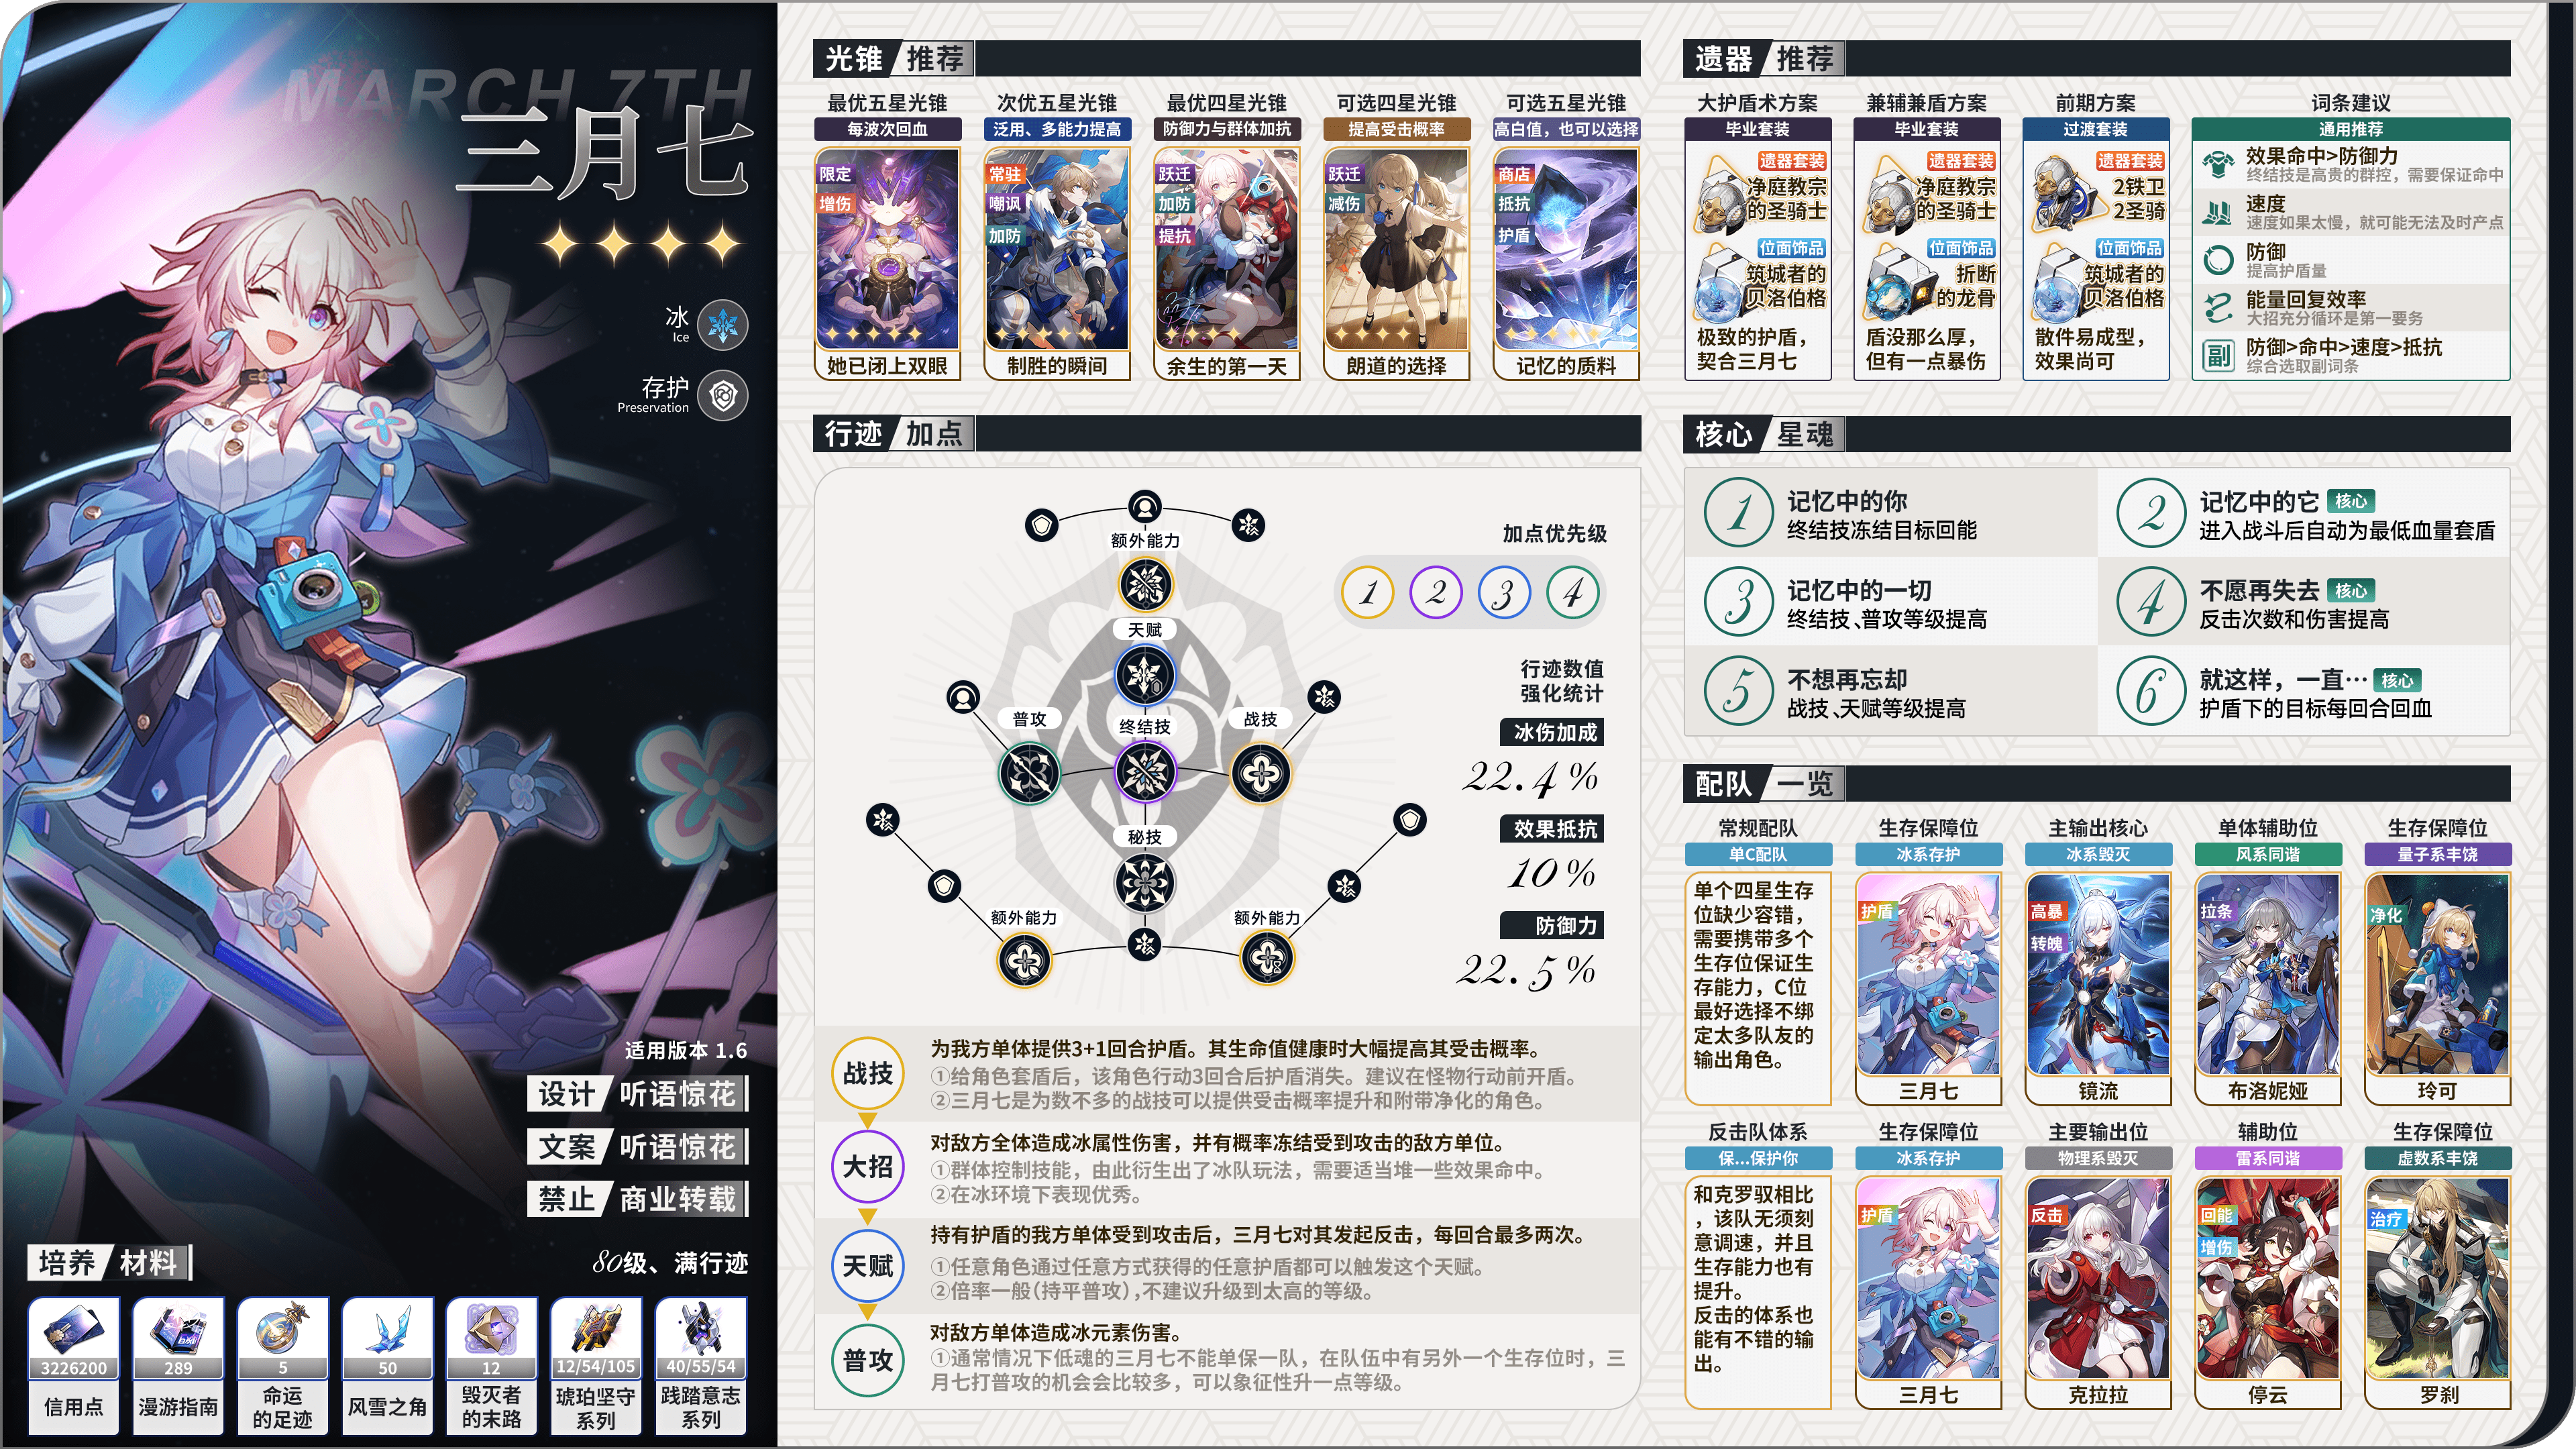 MARCH 7TH
三月七
冰
Ice
存护
Preservation
适用版本 1.6
设计 听语惊花
文案 听语惊花
禁止 商业转载
培养 材料
80级、满行迹
3226200
信用点
289
漫游指南
5
命运
的足迹
50
风雪之角
12
毁灭者
的末路
12/54/105
琥珀坚守
系列
40/55/54
践踏意志
系列
光锥 推荐
最优五星光锥
每波次回血
限定
增伤
她已闭上双眼
次优五星光锥
泛用、多能力提高
常驻
嘲讽
加防
制胜的瞬间
最优四星光锥
防御力与群体加抗
跃迁
加防
提抗
余生的第一天
可选四星光锥
提高受击概率
跃迁
减伤
朗道的选择
可选五星光锥
高白值，也可以选择
商店
抵抗
护盾
记忆的质料
行迹 加点
额外能力
天赋
普攻
终结技
战技
秘技
额外能力
额外能力
加点优先级
1
2
3
4
行迹数值
强化统计
冰伤加成
22.4%
效果抵抗
10%
防御力
22.5%
战技
为我方单体提供3+1回合护盾。其生命值健康时大幅提高其受击概率。
①给角色套盾后，该角色行动3回合后护盾消失。建议在怪物行动前开盾。
②三月七是为数不多的战技可以提供受击概率提升和附带净化的角色。
大招
对敌方全体造成冰属性伤害，并有概率冻结受到攻击的敌方单位。
①群体控制技能，由此衍生出了冰队玩法，需要适当堆一些效果命中。
②在冰环境下表现优秀。
天赋
持有护盾的我方单体受到攻击后，三月七对其发起反击，每回合最多两次。
①任意角色通过任意方式获得的任意护盾都可以触发这个天赋。
②倍率一般（持平普攻），不建议升级到太高的等级。
普攻
对敌方单体造成冰元素伤害。
①通常情况下低魂的三月七不能单保一队，在队伍中有另外一个生存位时，三
月七打普攻的机会会比较多，可以象征性升一点等级。
遗器 推荐
大护盾术方案
毕业套装
遗器套装
净庭教宗
的圣骑士
位面饰品
筑城者的
贝洛伯格
极致的护盾，
契合三月七
兼辅兼盾方案
毕业套装
遗器套装
净庭教宗
的圣骑士
位面饰品
折断
的龙骨
盾没那么厚，
但有一点暴伤
前期方案
过渡套装
遗器套装
2铁卫
2圣骑
位面饰品
筑城者的
贝洛伯格
散件易成型，
效果尚可
词条建议
通用推荐
效果命中>防御力
终结技是高贵的群控，需要保证命中
速度
速度如果太慢，就可能无法及时产点
防御
提高护盾量
能量回复效率
大招充分循环是第一要务
副
防御>命中>速度>抵抗
综合选取副词条
核心 星魂
1
记忆中的你
终结技冻结目标回能
2
记忆中的它 核心
进入战斗后自动为最低血量套盾
3
记忆中的一切
终结技、普攻等级提高
4
不愿再失去 核心
反击次数和伤害提高
5
不想再忘却
战技、天赋等级提高
6
就这样，一直… 核心
护盾下的目标每回合回血
配队 一览
常规配队
单C配队
单个四星生存
位缺少容错，
需要携带多个
生存位保证生
存能力，C位
最好选择不绑
定太多队友的
输出角色。
生存保障位
冰系存护
护盾
三月七
主输出核心
冰系毁灭
高暴
转魄
镜流
单体辅助位
风系同谐
拉条
布洛妮娅
生存保障位
量子系丰饶
净化
玲可
反击队体系
保...保护你
和克罗驭相比
，该队无须刻
意调速，并且
生存能力也有
提升。
反击的体系也
能有不错的输
出。
生存保障位
冰系存护
护盾
三月七
主要输出位
物理系毁灭
反击
克拉拉
辅助位
雷系同谐
回能
增伤
停云
生存保障位
虚数系丰饶
治疗
罗刹